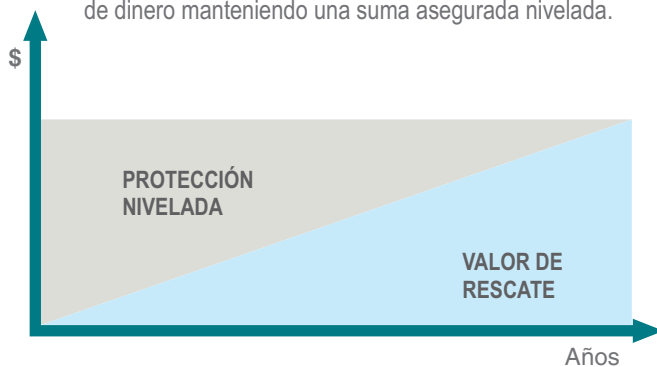 de dinero manteniendo una suma asegurada nivelada.
$
PROTECCIÓN
NIVELADA
VALOR DE
RESCATE
Años